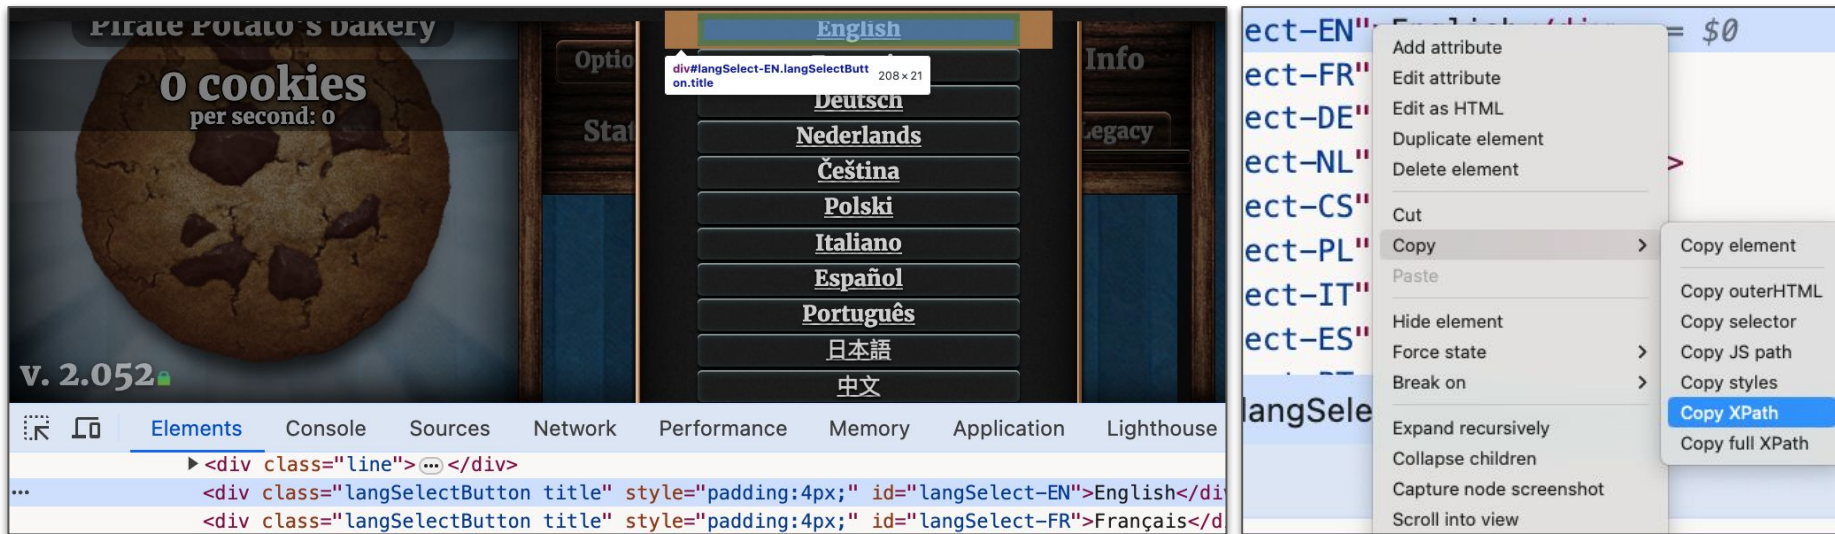 Pirate Potato's bakery
0 cookies
per second: 0
v. 2.052
Optio
Stat
Info
Legacy
English
div#langSelect-EN.langSelectButt
on.title
208 × 21
Deutsch
Nederlands
Čeština
Polski
Italiano
Español
Português
日本語
中文
Elements Console Sources Network Performance Memory Application Lighthouse
▶<div class="line">…</div>
…
<div class="langSelectButton title" style="padding:4px;" id="langSelect-EN">English</di
<div class="langSelectButton title" style="padding:4px;" id="langSelect-FR">Français</d
ect-EN">English</div> == $0
ect-FR"
ect-DE"
ect-NL" >
ect-CS"
ect-PL"
ect-IT"
ect-ES"
langSele
Add attribute
Edit attribute
Edit as HTML
Duplicate element
Delete element
Cut
Copy
Paste
Hide element
Force state
Break on
Expand recursively
Collapse children
Capture node screenshot
Scroll into view
Copy element
Copy outerHTML
Copy selector
Copy JS path
Copy styles
Copy XPath
Copy full XPath